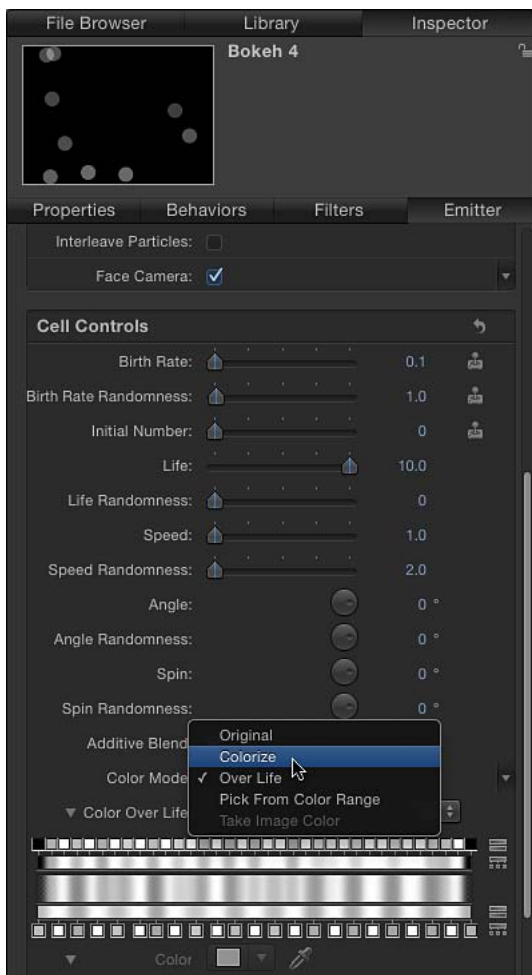 File Browser Library Inspector
Bokeh 4
Properties Behaviors Filters Emitter
Interleave Particles:
Face Camera:
Cell Controls
Birth Rate: 0.1
Birth Rate Randomness: 1.0
Initial Number: 0
Life: 10.0
Life Randomness: 0
Speed: 1.0
Speed Randomness: 2.0
Angle: 0 °
Angle Randomness: 0 °
Spin: 0 °
Spin Randomness: 0 °
Original
Additive Blend
Colorize
Color Mode ✓ Over Life
Pick From Color Range
Color Over Life
Take Image Color
Color